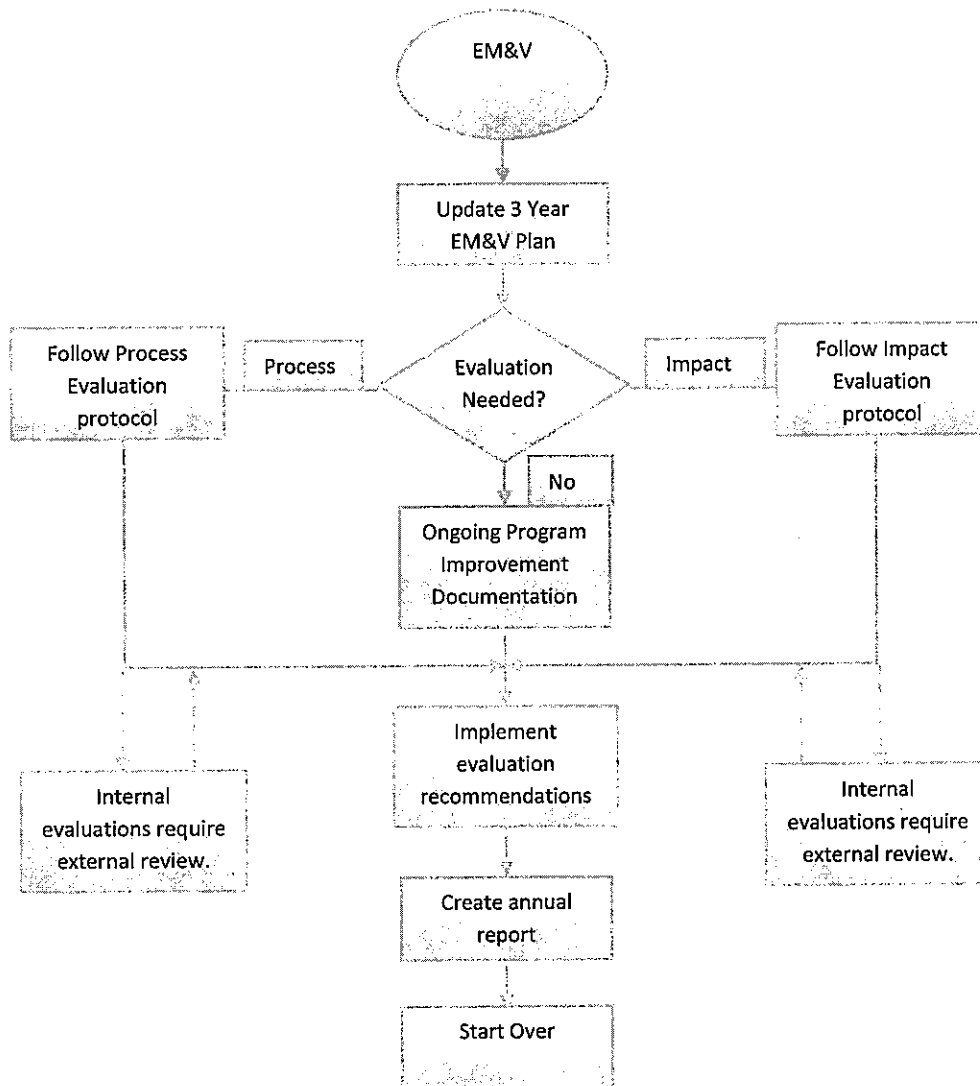 EM&V
Update 3 Year
EM&V Plan
Follow Process
Evaluation
protocol
Process
Evaluation
Needed?
Impact
Follow Impact
Evaluation
protocol
No
Ongoing Program
Improvement
Documentation
Implement
evaluation
recommendations
Internal
evaluations require
external review.
Internal
evaluations require
external review.
Create annual
report
Start Over